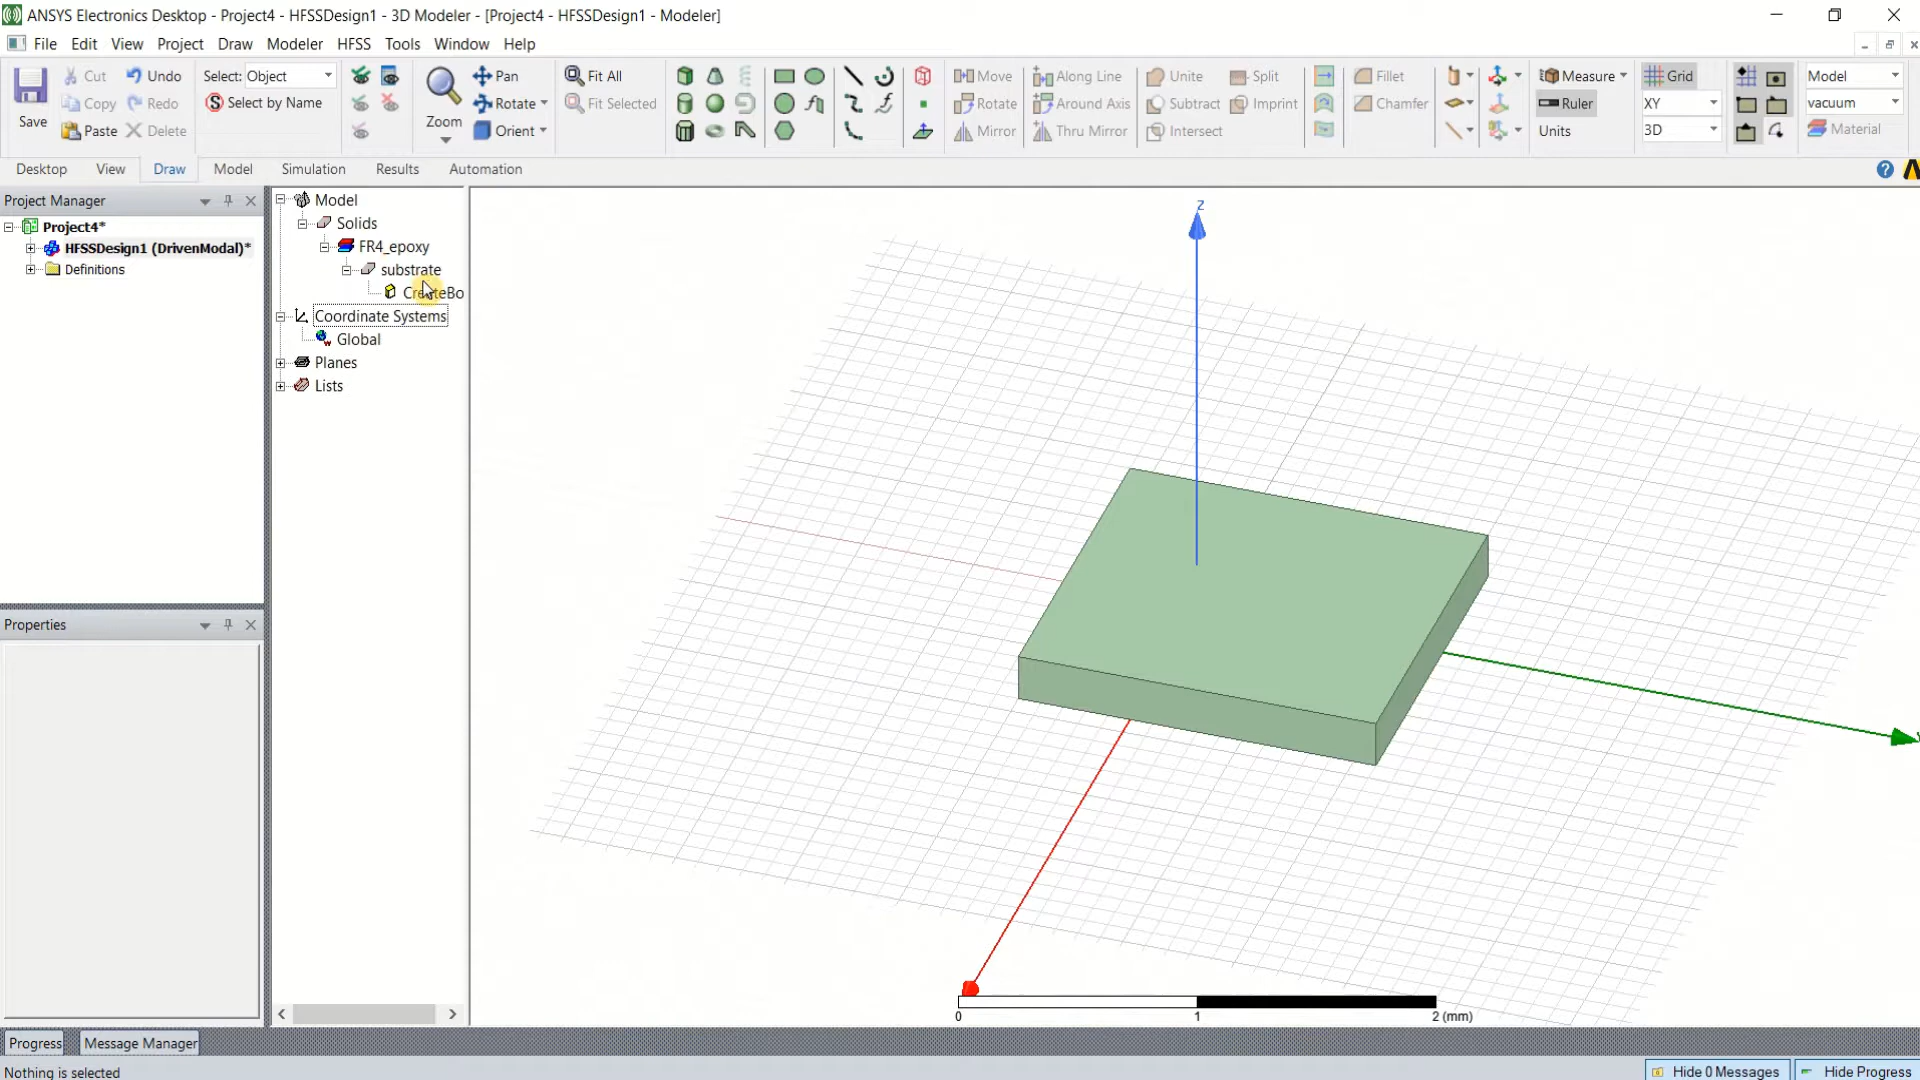 ANSYS Electronics Desktop - Project4 - HFSSDesign1 - 3D Modeler - [Project4 - HFSSDesign1 - Modeler]
File Edit View Project Draw Modeler HFSS Tools Window Help
Save
Cut Undo
Copy Redo
Paste Delete
Select: Object
Select by Name
Zoom
Pan
Rotate
Orient
Fit All
Fit Selected
Move
Rotate
Mirror
Along Line
Around Axis
Thru Mirror
Unite Split
Subtract Imprint
Intersect
Fillet
Chamfer
Measure
Ruler
Units
Grid
XY
3D
Model
vacuum
Material
Desktop View Draw Model Simulation Results Automation
Project Manager
Project4*
HFSSDesign1 (DrivenModal)*
Definitions
Properties
Model
Solids
FR4_epoxy
substrate
Coordinate Systems
Global
Planes
Lists
z
0 1 2 (mm)
Progress Message Manager
Nothing is selected
Hide 0 Messages Hide Progress